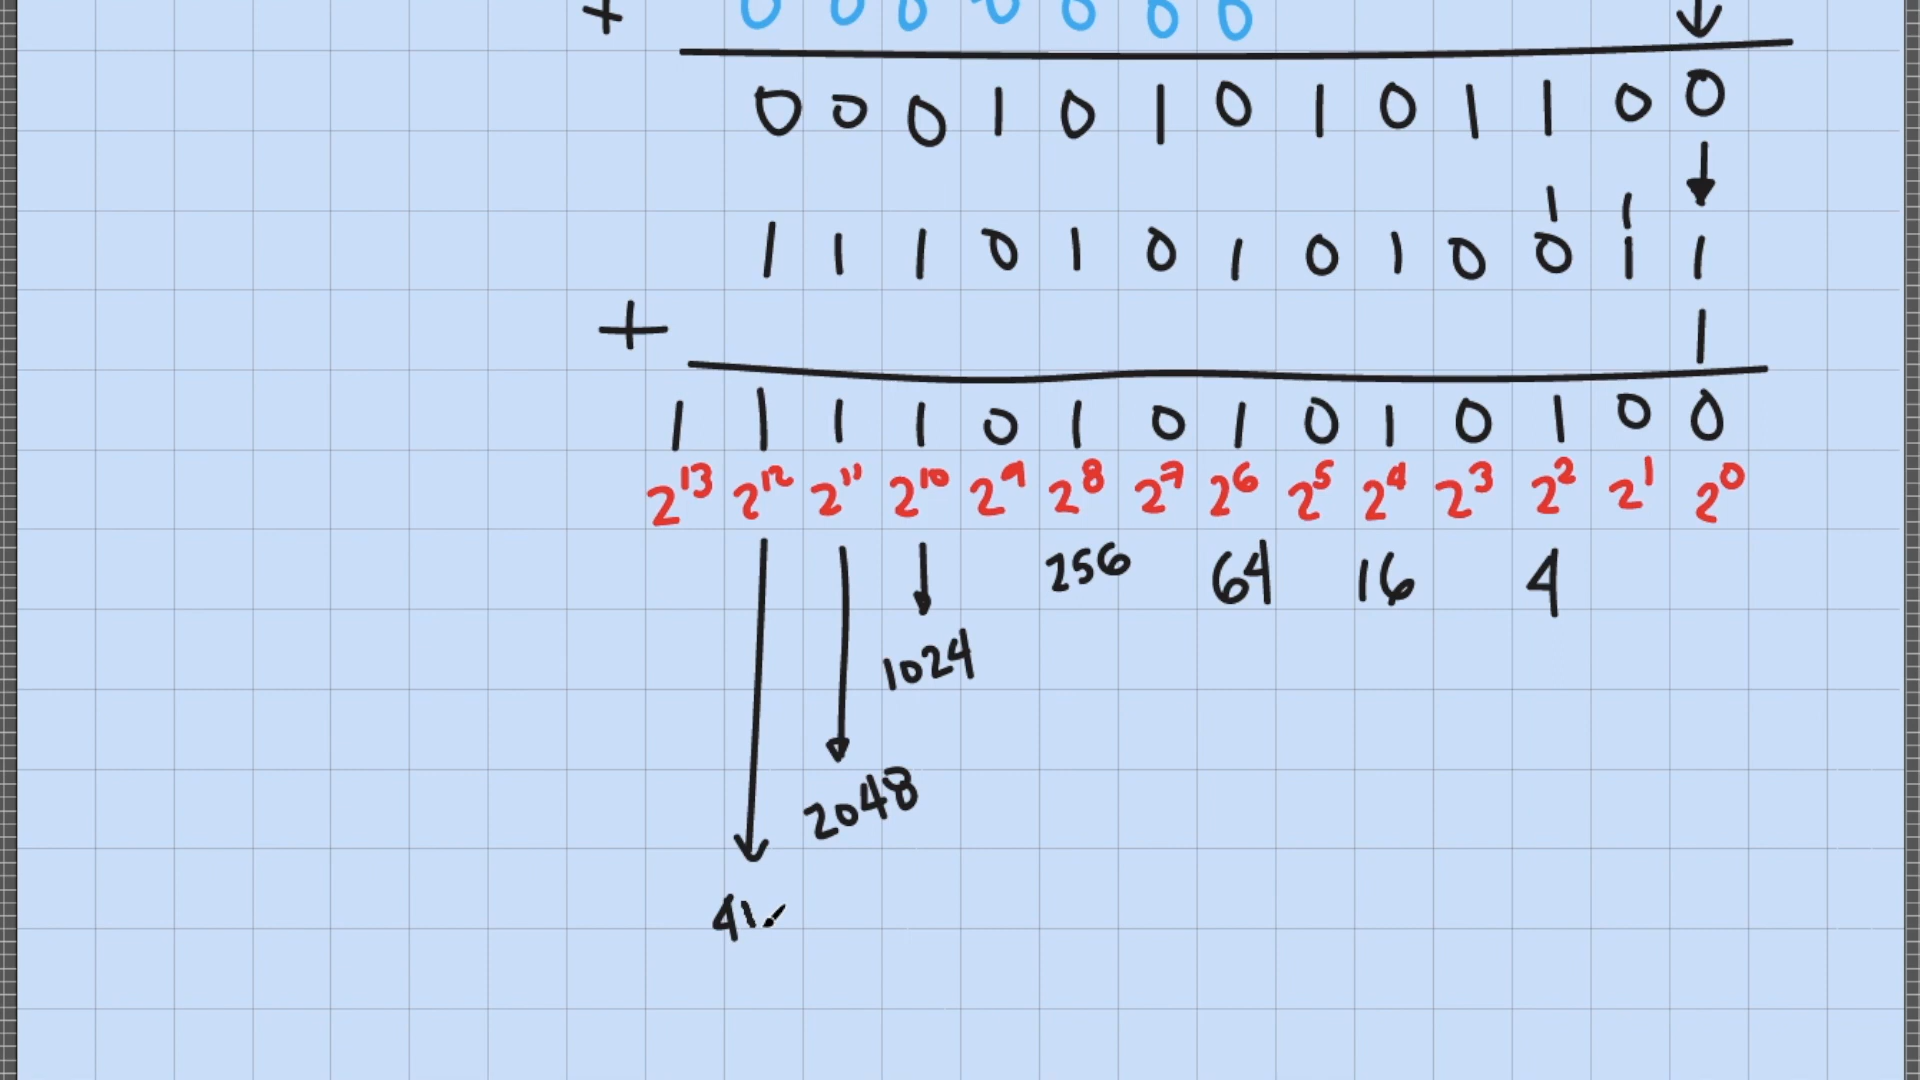 + 0 0 0 0 0 0 0
0 0 0 1 0 1 0 1 0 1 1 0 0
1 1
1 1 1 0 1 0 1 0 1 0 0 1 1
+ 1
1 1 1 1 0 1 0 1 0 1 0 1 0 0
2¹³ 2¹² 2¹¹ 2¹⁰ 2⁹ 2⁸ 2⁷ 2⁶ 2⁵ 2⁴ 2³ 2² 2¹ 2⁰
256 64 16 4
1024
2048